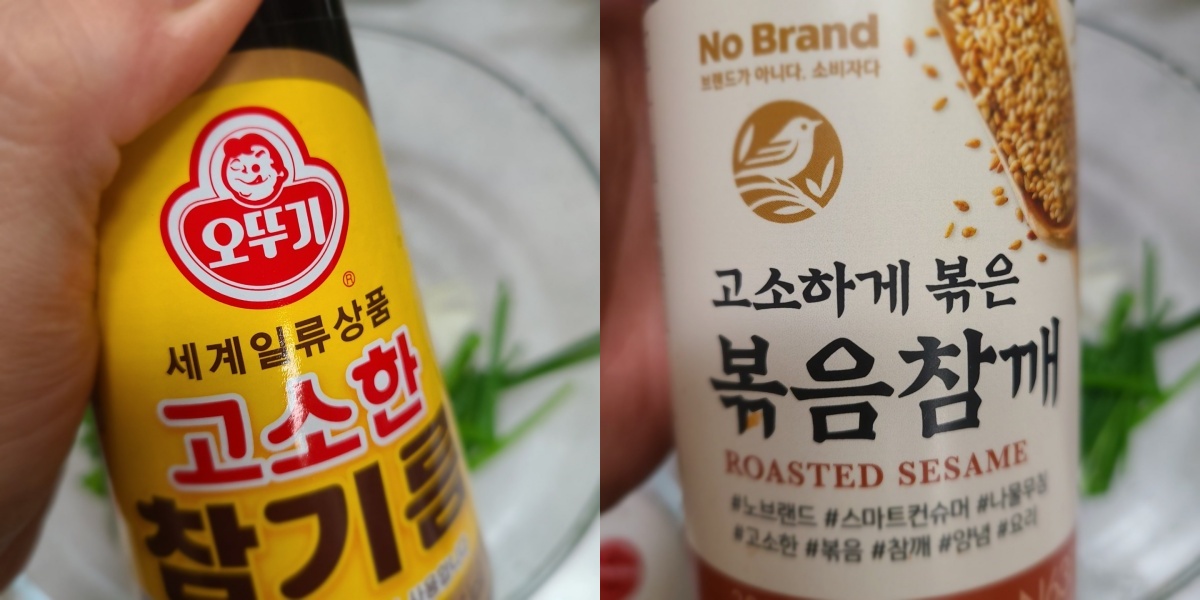 오뚜기
®
세계일류상품
고소한
참기름
No Brand
브랜드가 아니다. 소비자다
고소하게 볶은
볶음참깨
ROASTED SESAME
#노브랜드 #스마트컨슈머 #나물무침
#고소한 #볶음 #참깨 #양념 #요리